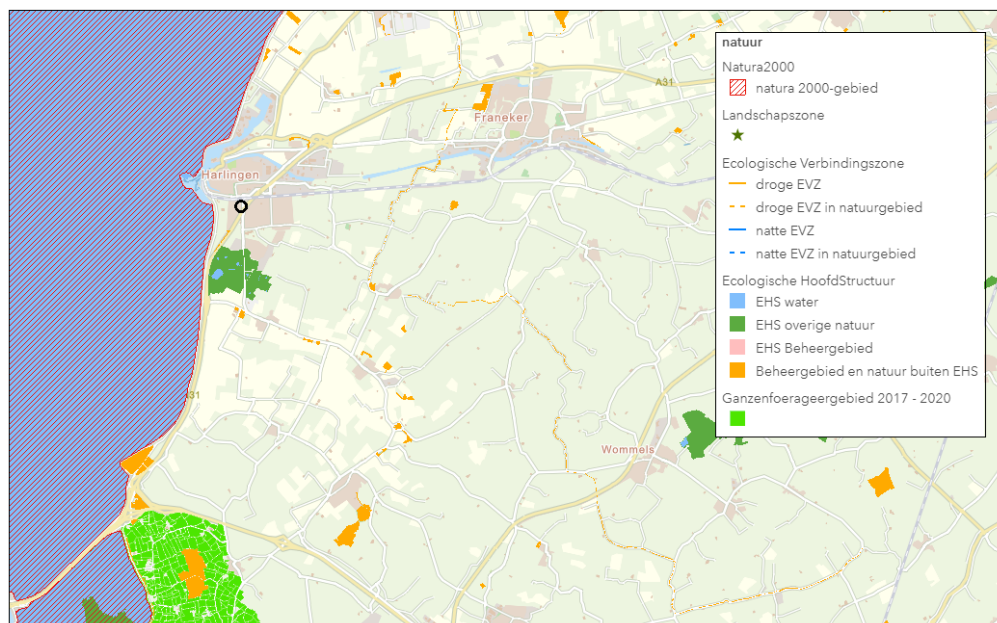 natuur
Natura2000
natura 2000-gebied
Landschapszone
Ecologische Verbindingszone
droge EVZ
droge EVZ in natuurgebied
natte EVZ
natte EVZ in natuurgebied
Ecologische HoofdStructuur
EHS water
EHS overige natuur
EHS Beheergebied
Beheergebied en natuur buiten EHS
Ganzenfoerageergebied 2017 - 2020
A31
Franeker
Harlingen
A31
Wommels